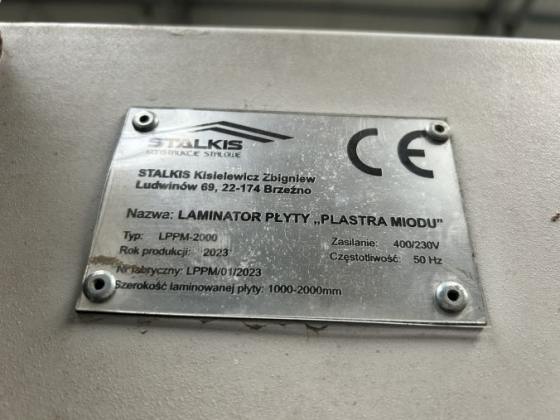 STALKIS
KONSTRUKCJE STALOWE
CE
STALKIS Kisielewicz Zbigniew
Ludwinów 69, 22-174 Brzeźno
Nazwa: LAMINATOR PŁYTY „PLASTRA MIODU”
Typ: LPPM-2000
Zasilanie: 400/230V
Rok produkcji: 2023
Częstotliwość: 50 Hz
Nr fabryczny: LPPM/01/2023
Szerokość laminowanej płyty: 1000-2000mm